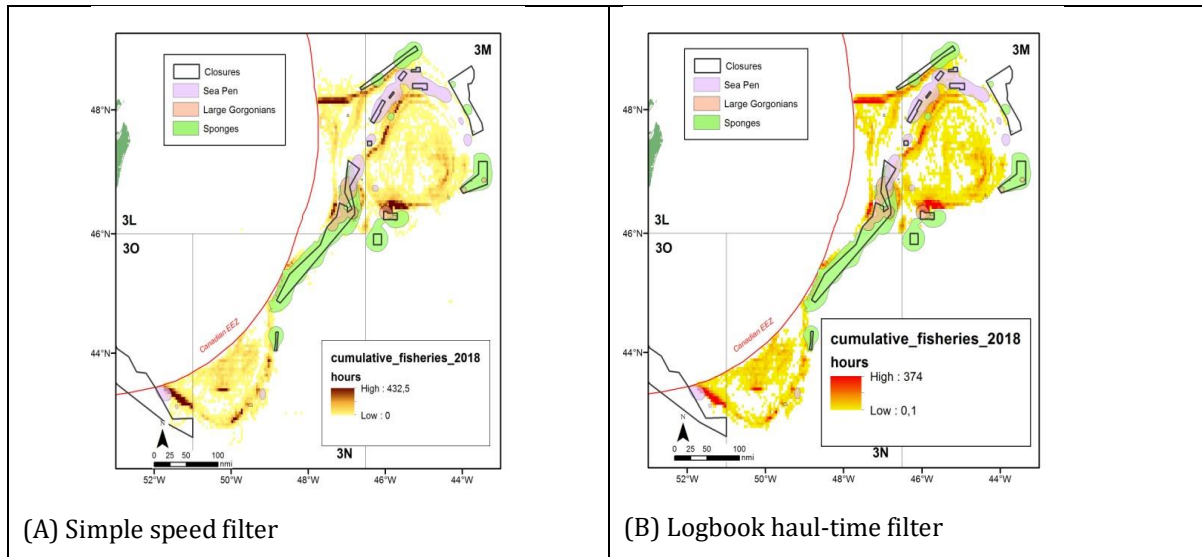 3M
Closures
Sea Pen
Large Gorgonians
Sponges
48°N
3L
46°N
3O
Canadian EEZ
44°N
cumulative_fisheries_2018
hours
High : 432,5
Low : 0
N
0 25 50 100
nmi
3N
52°W 50°W 48°W 46°W 44°W
(A) Simple speed filter
3M
Closures
Sea Pen
Large Gorgonians
Sponges
48°N
3L
46°N
3O
Canadian EEZ
44°N
cumulative_fisheries_2018
hours
High : 374
Low : 0,1
N
0 25 50 100
nmi
3N
52°W 50°W 48°W 46°W 44°W
(B) Logbook haul-time filter